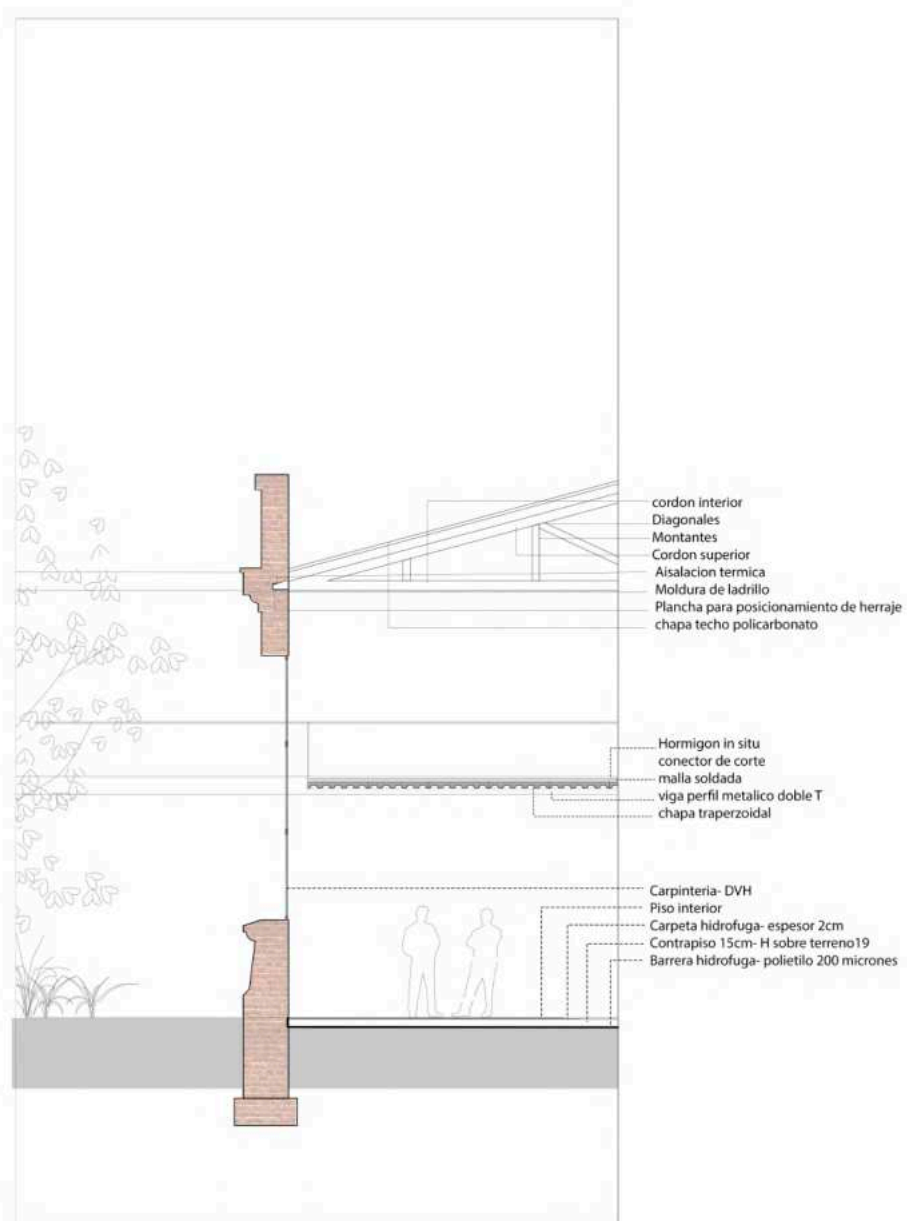 cordon interior
Diagonales
Montantes
Cordon superior
Aisalacion termica
Moldura de ladrillo
Plancha para posicionamiento de herraje
chapa techo policarbonato
Hormigon in situ
conector de corte
malla soldada
viga perfil metalico doble T
chapa traperzoidal
Carpinteria- DVH
Piso interior
Carpeta hidrofuga- espesor 2cm
Contrapiso 15cm- H sobre terreno19
Barrera hidrofuga- polietilo 200 micrones